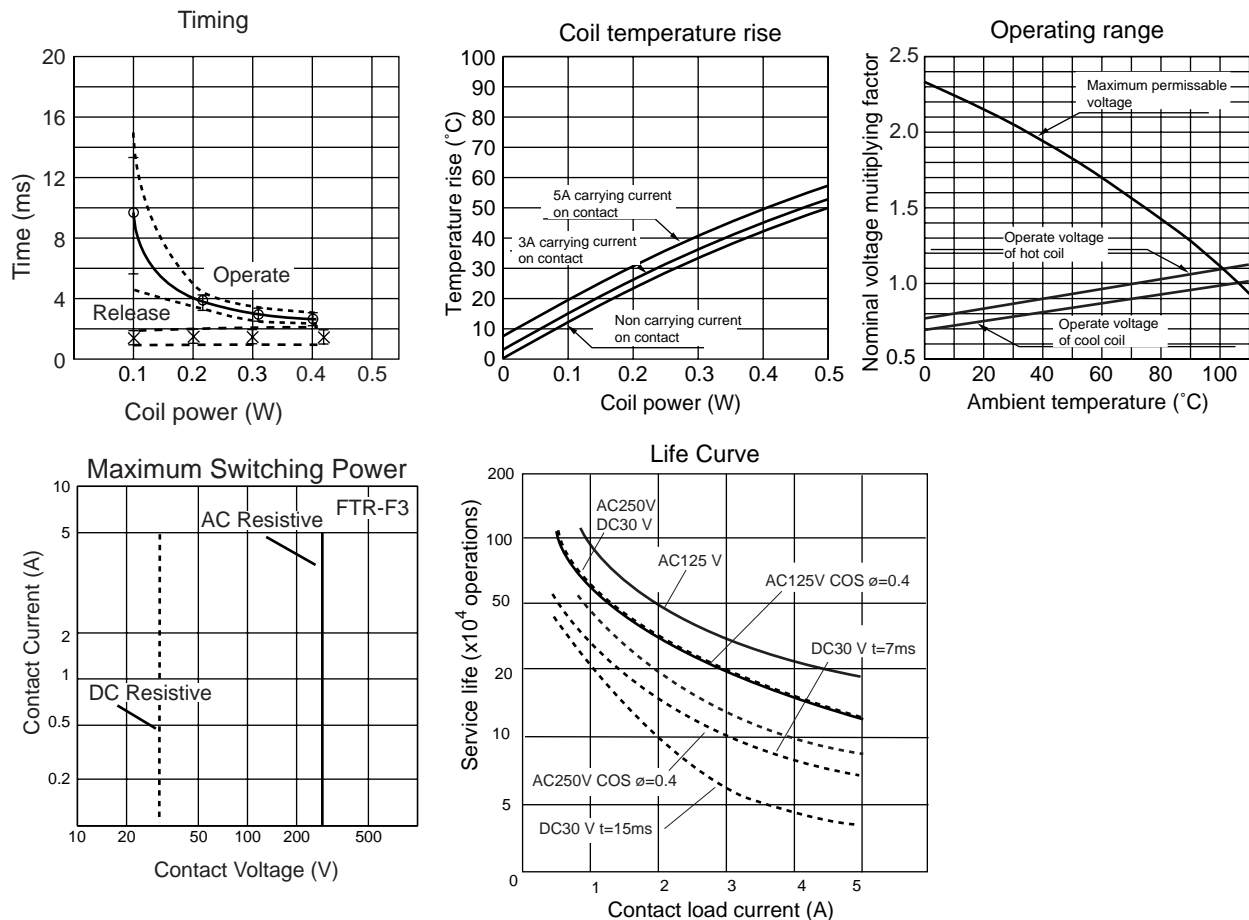 Timing
20
16
12
8
4
0
0.1
0.2
0.3
0.4
0.5
Time (ms)
Operate
Release
Coil power (W)
Coil temperature rise
100
90
80
70
60
50
40
30
20
10
0
0
0.1
0.2
0.3
0.4
0.5
Temperature rise (˚C)
5A carrying current
on contact
3A carrying current
on contact
Non carrying current
on contact
Coil power (W)
Operating range
2.5
2.0
1.5
1.0
0.5
0
20
40
60
80
100
Nominal voltage multiplying factor
Maximum permissable
voltage
Operate voltage
of hot coil
Operate voltage
of cool coil
Ambient temperature (˚C)
Maximum Switching Power
10
5
2
1
0.5
0.2
10
20
50
100
200
500
Contact Current (A)
FTR-F3
AC Resistive
DC Resistive
Contact Voltage (V)
Life Curve
200
100
50
20
10
5
0
1
2
3
4
5
Service life (x10⁴ operations)
AC250V
DC30 V
AC125 V
AC125V COS ø=0.4
DC30 V t=7ms
AC250V COS ø=0.4
DC30 V t=15ms
Contact load current (A)